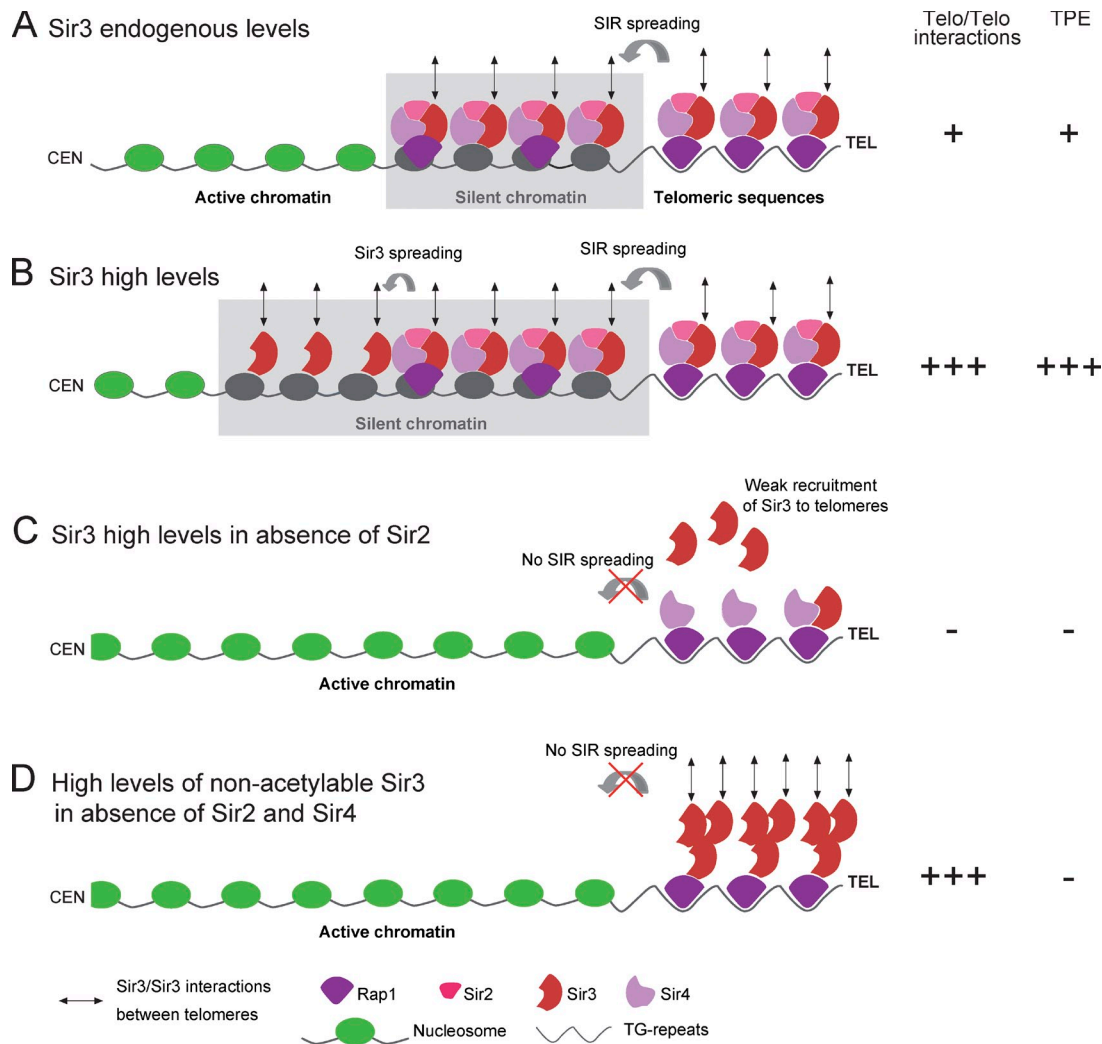 Telo/Telo interactions
TPE
A Sir3 endogenous levels
SIR spreading
+
+
CEN
TEL
Active chromatin
Silent chromatin
Telomeric sequences
B Sir3 high levels
Sir3 spreading
SIR spreading
CEN
TEL
+++
+++
Silent chromatin
Weak recruitment
of Sir3 to telomeres
C Sir3 high levels in absence of Sir2
No SIR spreading
CEN
TEL
-
-
Active chromatin
No SIR spreading
D High levels of non-acetylable Sir3
in absence of Sir2 and Sir4
CEN
TEL
+++
-
Active chromatin
Sir3/Sir3 interactions
between telomeres
Rap1
Sir2
Sir3
Sir4
Nucleosome
TG-repeats